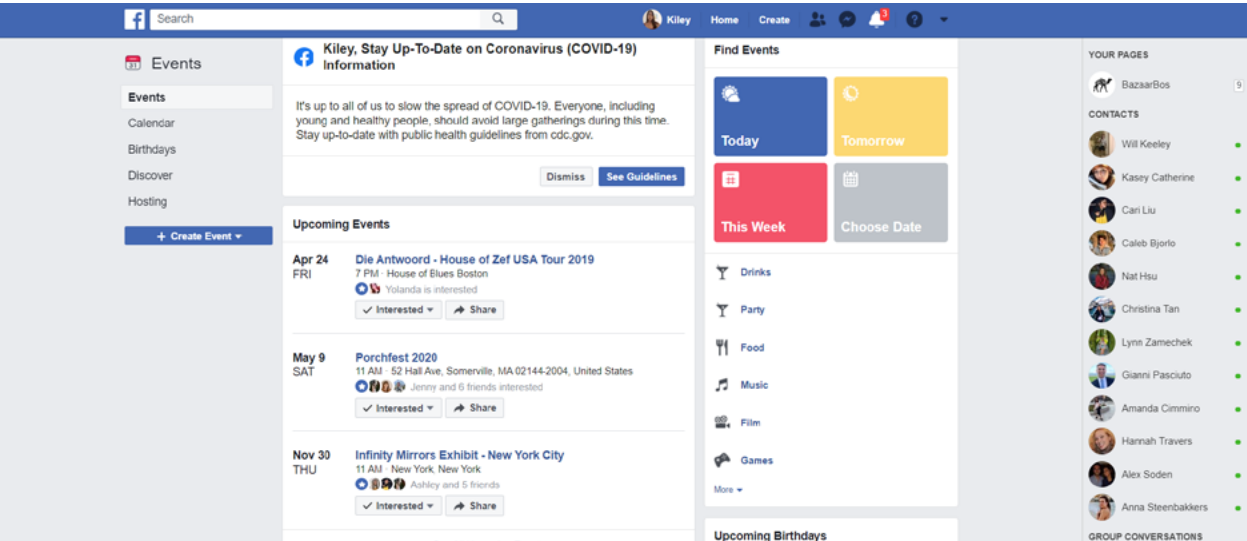 Search
Kiley
Home
Create
3
Events
Events
Calendar
Birthdays
Discover
Hosting
+ Create Event
Kiley, Stay Up-To-Date on Coronavirus (COVID-19)
Information
It's up to all of us to slow the spread of COVID-19. Everyone, including
young and healthy people, should avoid large gatherings during this time.
Stay up-to-date with public health guidelines from cdc.gov.
Dismiss
See Guidelines
Upcoming Events
Apr 24
FRI
Die Antwoord - House of Zef USA Tour 2019
7 PM · House of Blues Boston
Yolanda is interested
Interested
Share
May 9
SAT
Porchfest 2020
11 AM · 52 Hall Ave, Somerville, MA 02144-2004, United States
Jenny and 6 friends interested
Interested
Share
Nov 30
THU
Infinity Mirrors Exhibit - New York City
11 AM · New York, New York
Ashley and 5 friends
Interested
Share
Find Events
Today
Tomorrow
This Week
Choose Date
Drinks
Party
Food
Music
Film
Games
More
Upcoming Birthdays
YOUR PAGES
BazaarBos
9
CONTACTS
Will Keeley
Kasey Catherine
Cari Liu
Caleb Bjorlo
Nat Hsu
Christina Tan
Lynn Zamechek
Gianni Pasciuto
Amanda Cimmiro
Hannah Travers
Alex Soden
Anna Steenbakkers
GROUP CONVERSATIONS